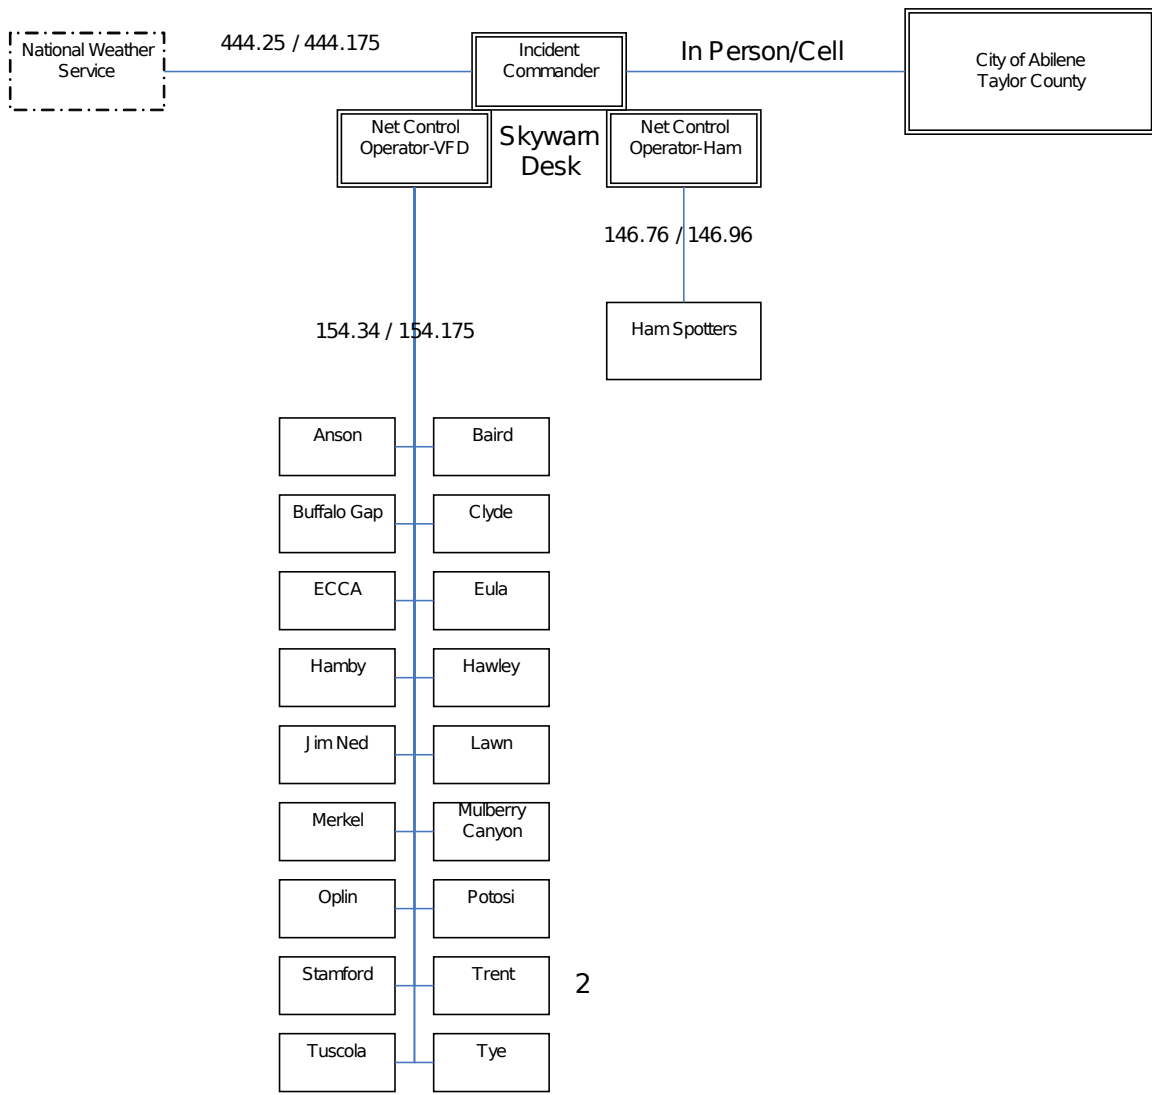 444.25 / 444.175
In Person/Cell
National Weather
Service
Incident
Commander
City of Abilene
Taylor County
Net Control
Operator-VFD
Skywarn
Desk
Net Control
Operator-Ham
146.76 / 146.96
154.34 / 154.175
Ham Spotters
Anson
Baird
Buffalo Gap
Clyde
ECCA
Eula
Hamby
Hawley
Jim Ned
Lawn
Merkel
Mulberry
Canyon
Oplin
Potosi
Stamford
Trent
2
Tuscola
Tye